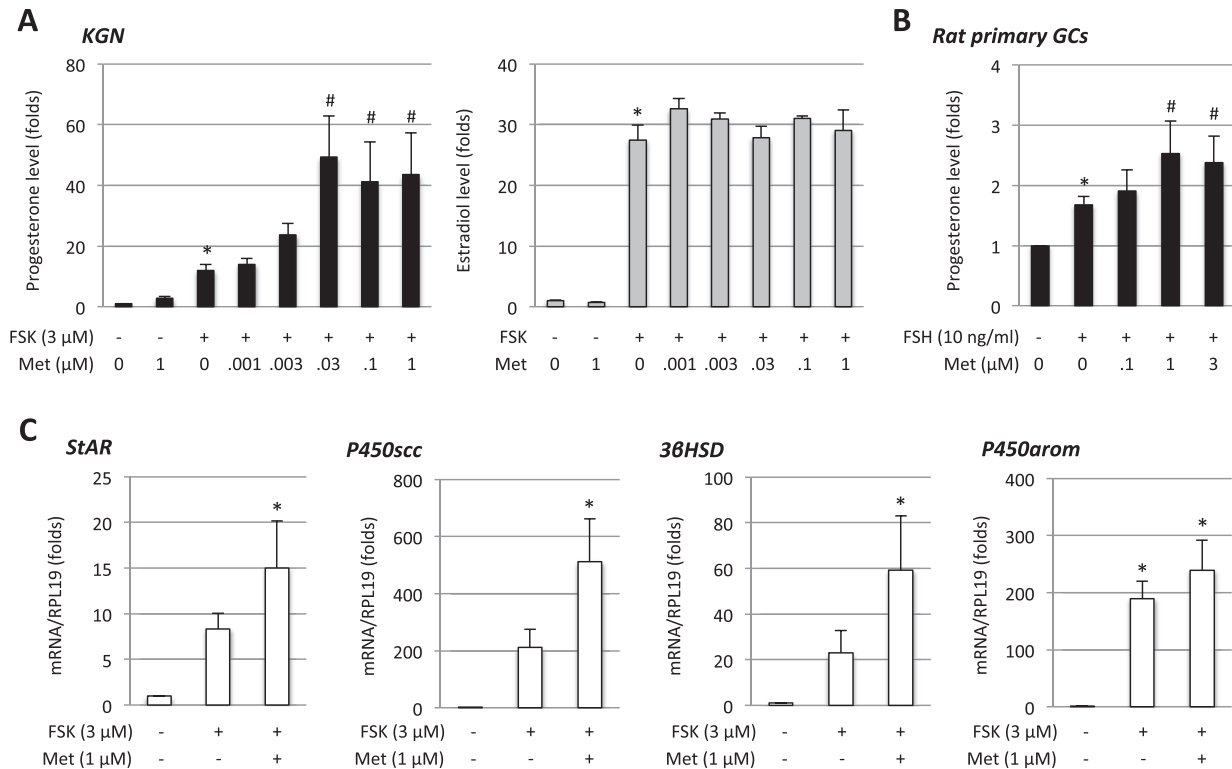 A
KGN
Progesterone level (folds)
80
60
40
20
0
*
#
#
#
FSK (3 µM) - - + + + + + +
Met (µM) 0 1 0 .001 .003 .03 .1 1
Estradiol level (folds)
40
30
20
10
0
*
FSK - - + + + + + +
Met 0 1 0 .001 .003 .03 .1 1
B
Rat primary GCs
Progesterone level (folds)
4
3
2
1
0
*
#
#
FSH (10 ng/ml) - + + + +
Met (µM) 0 0 .1 1 3
C
StAR
mRNA/RPL19 (folds)
25
20
15
10
5
0
*
FSK (3 µM) - + +
Met (1 µM) - - +
P450scc
mRNA/RPL19 (folds)
800
600
400
200
0
*
FSK (3 µM) - + +
Met (1 µM) - - +
3βHSD
mRNA/RPL19 (folds)
100
80
60
40
20
0
*
FSK (3 µM) - + +
Met (1 µM) - - +
P450arom
mRNA/RPL19 (folds)
400
300
200
100
0
*
*
FSK (3 µM) - + +
Met (1 µM) - - +